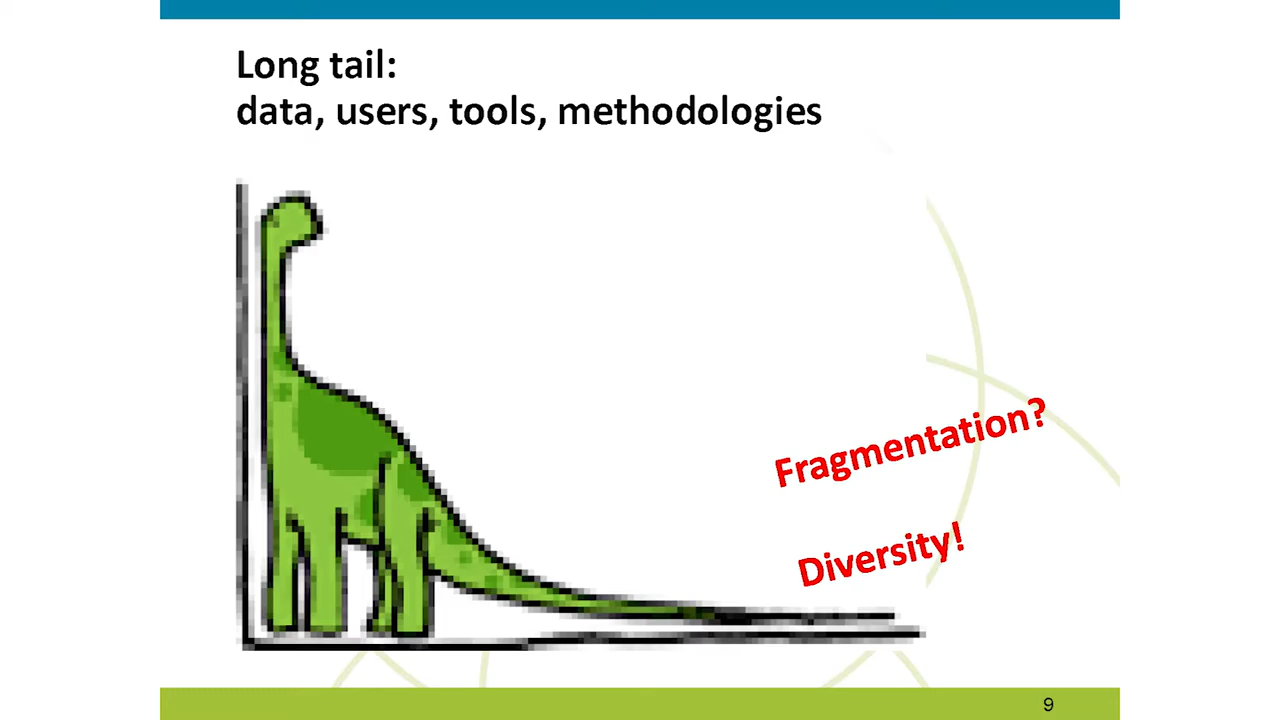 Long tail:
data, users, tools, methodologies
Fragmentation?
Diversity!
9